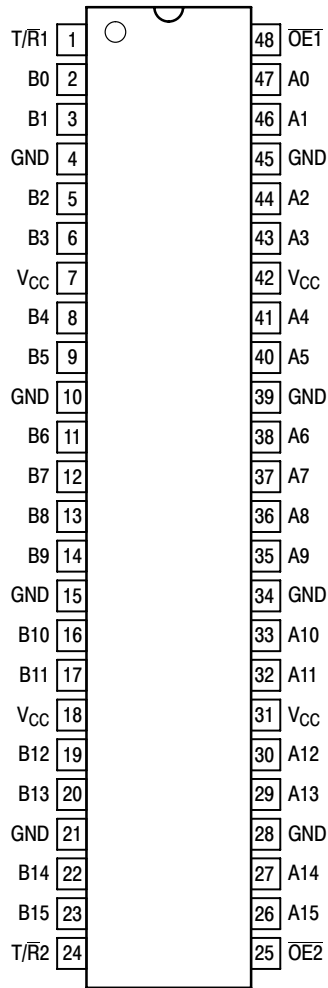 T/R̅1 1 48 O̅E̅1̅
B0 2 47 A0
B1 3 46 A1
GND 4 45 GND
B2 5 44 A2
B3 6 43 A3
VCC 7 42 VCC
B4 8 41 A4
B5 9 40 A5
GND 10 39 GND
B6 11 38 A6
B7 12 37 A7
B8 13 36 A8
B9 14 35 A9
GND 15 34 GND
B10 16 33 A10
B11 17 32 A11
VCC 18 31 VCC
B12 19 30 A12
B13 20 29 A13
GND 21 28 GND
B14 22 27 A14
B15 23 26 A15
T/R̅2 24 25 O̅E̅2̅